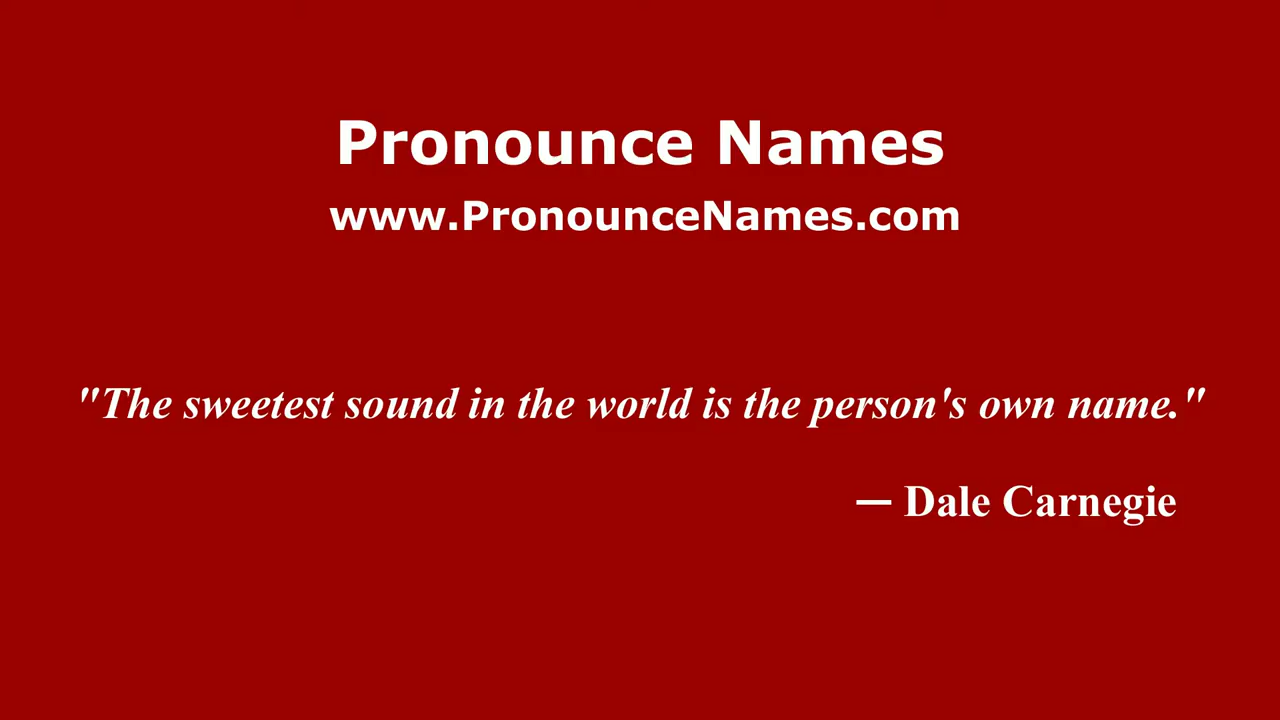 Pronounce Names
www.PronounceNames.com
"The sweetest sound in the world is the person's own name."
— Dale Carnegie